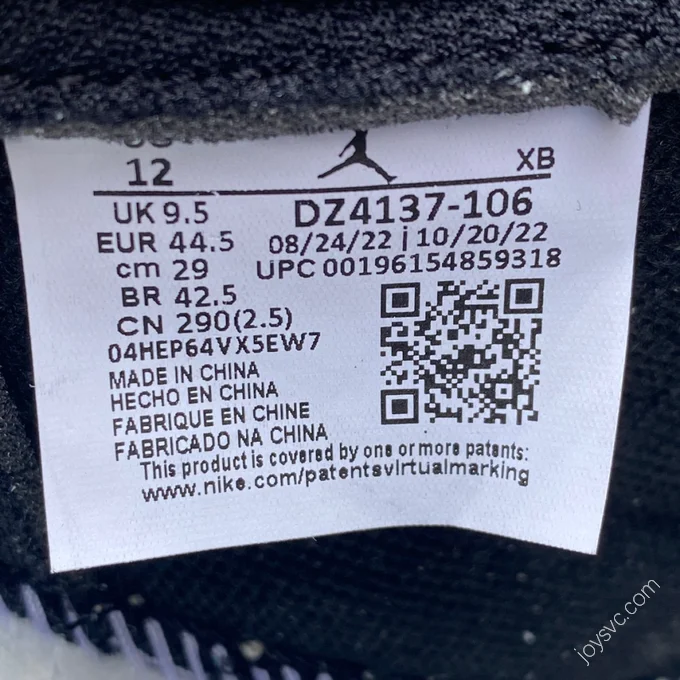 12
XB
UK 9.5
DZ4137-106
EUR 44.5
08/24/22 | 10/20/22
cm 29
UPC 00196154859318
BR 42.5
CN 290(2.5)
04HEP64VX5EW7
MADE IN CHINA
HECHO EN CHINA
FABRIQUE EN CHINE
FABRICADO NA CHINA
This product is covered by one or more patents:
www.nike.com/patentsvirtualmarking
joysvc.com